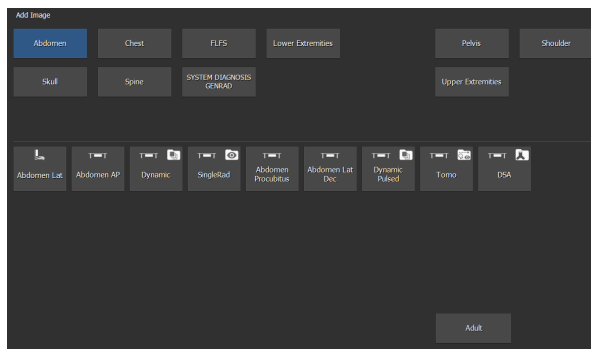 Add Image
Abdomen
Chest
FLFS
Lower Extremities
Pelvis
Shoulder
Skull
Spine
SYSTEM DIAGNOSIS
GENRAD
Upper Extremities
Abdomen Lat
T T
Abdomen AP
T T
Dynamic
T T
SingleRad
T T
Abdomen
Procubitus
T T
Abdomen Lat
Dec
T T
Dynamic
Pulsed
T T
Tomo
T T
DSA
Adult